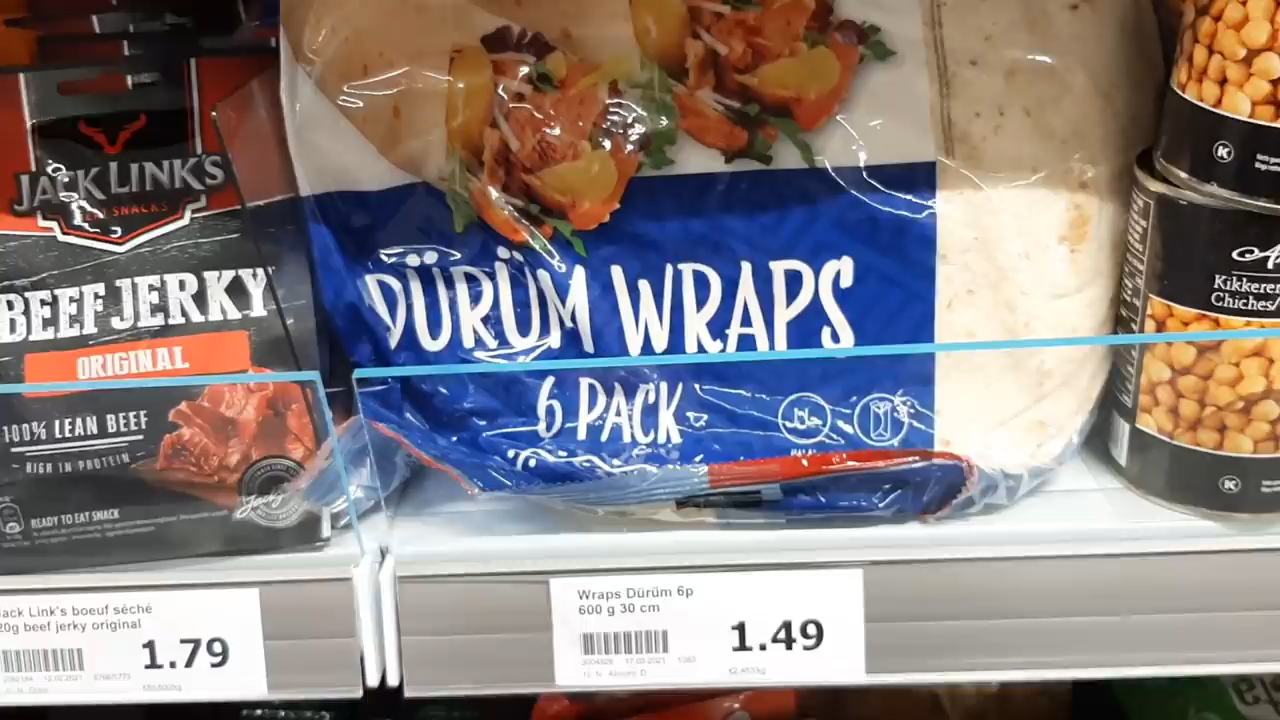 JACK LINK'S
BEEF JERKY
ORIGINAL
100% LEAN BEEF
HIGH IN PROTEIN
READY TO EAT SNACK
DÜRÜM WRAPS
6 PACK
K
Kikkerer
Chiches/
K
Jack Link's boeuf séché
20g beef jerky original
1.79
Wraps Dürüm 6p
600 g 30 cm
1.49